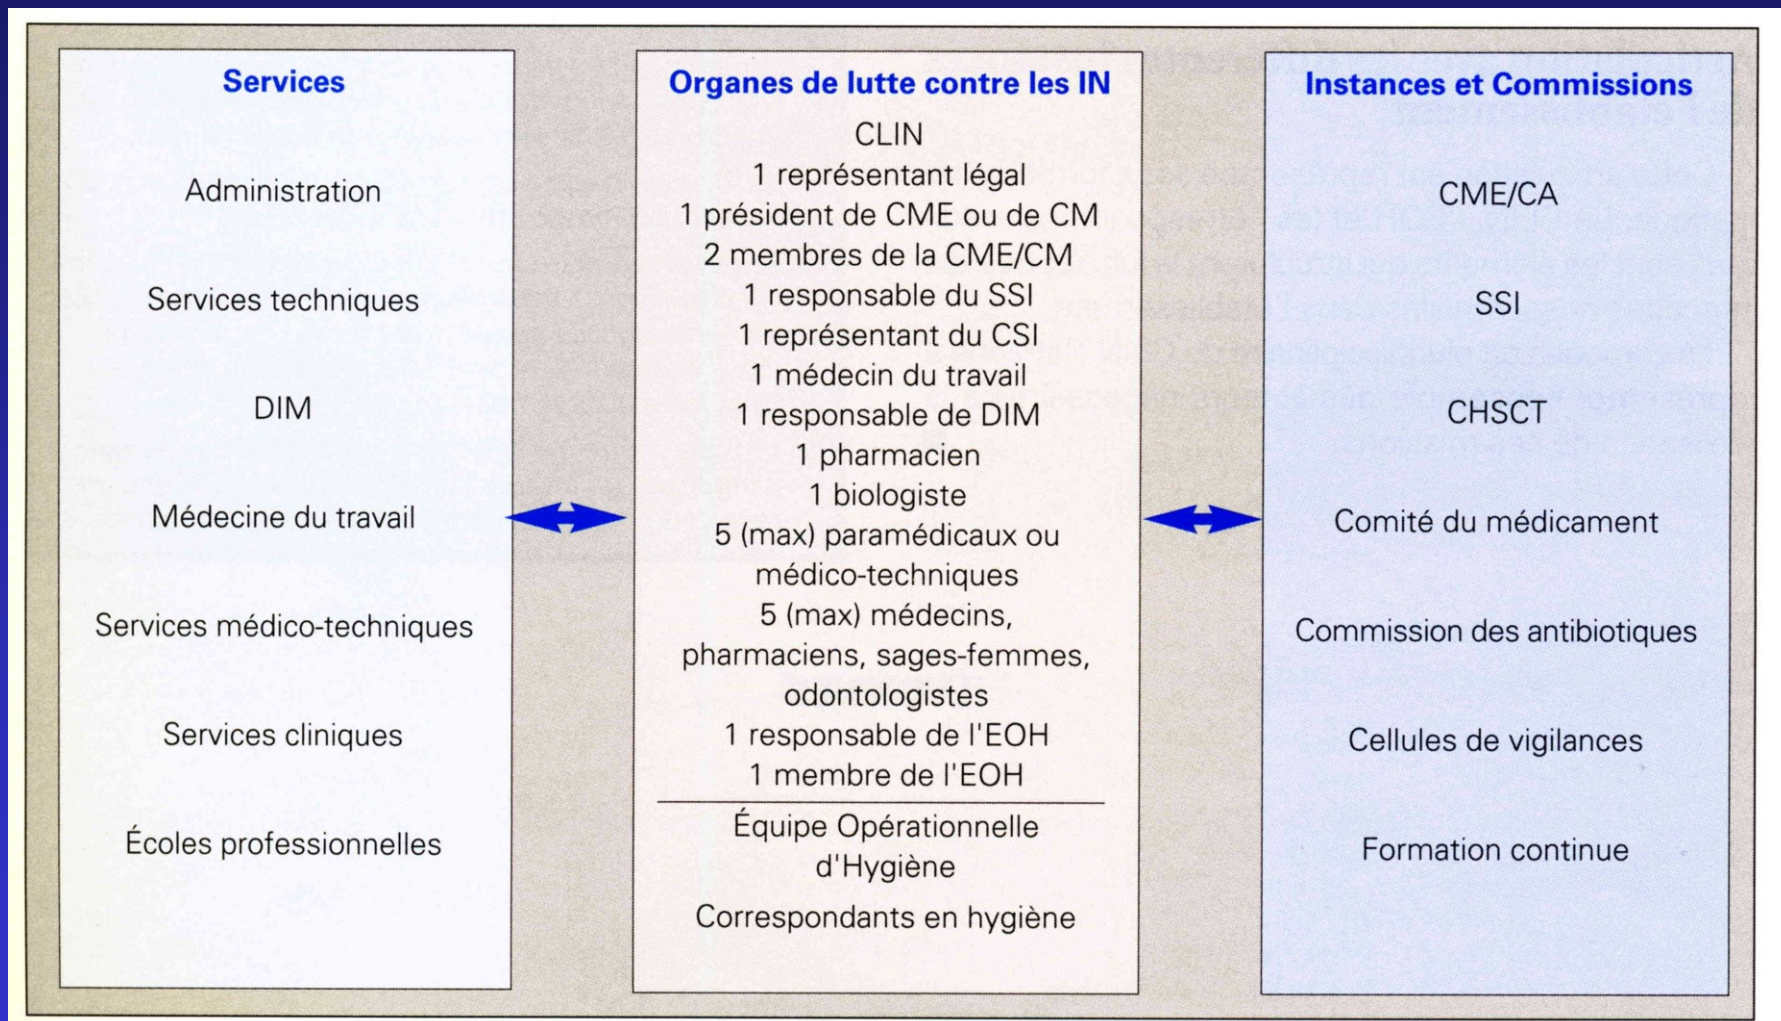 Services
Administration
Services techniques
DIM
Médecine du travail
Services médico-techniques
Services cliniques
Écoles professionnelles
Organes de lutte contre les IN
CLIN
1 représentant légal
1 président de CME ou de CM
2 membres de la CME/CM
1 responsable du SSI
1 représentant du CSI
1 médecin du travail
1 responsable de DIM
1 pharmacien
1 biologiste
5 (max) paramédicaux ou
médico-techniques
5 (max) médecins,
pharmaciens, sages-femmes,
odontologistes
1 responsable de l'EOH
1 membre de l'EOH
Équipe Opérationnelle
d'Hygiène
Correspondants en hygiène
Instances et Commissions
CME/CA
SSI
CHSCT
Comité du médicament
Commission des antibiotiques
Cellules de vigilances
Formation continue